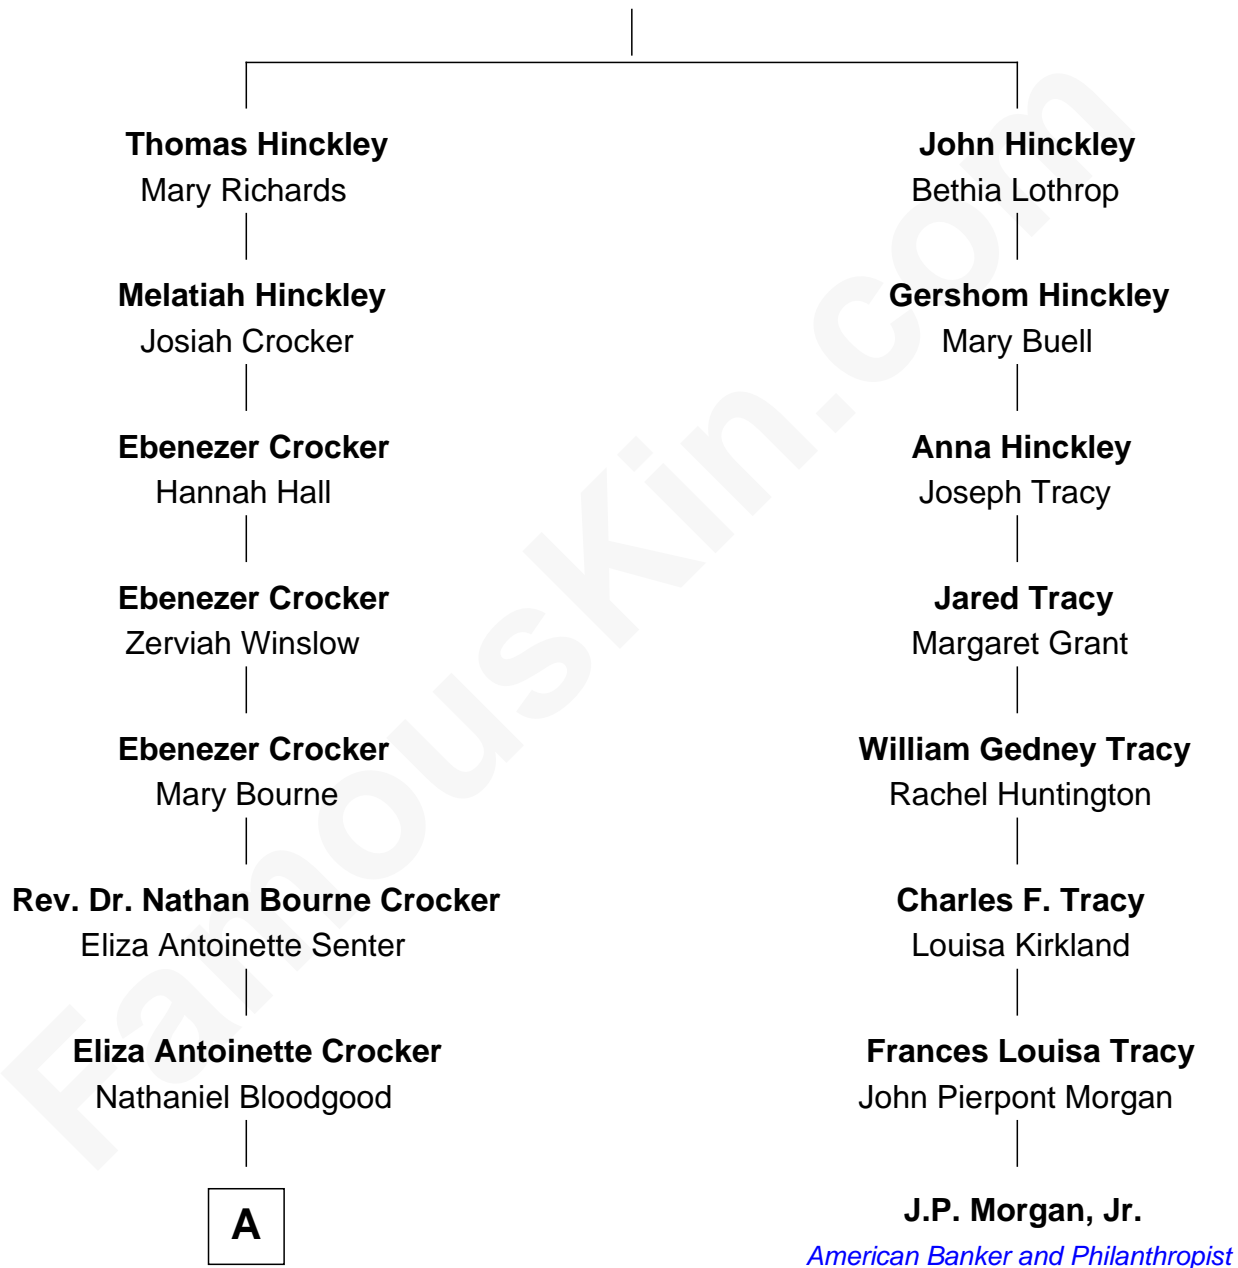 Thomas Hinckley
Mary Richards
Melatiah Hinckley
Josiah Crocker
Ebenezer Crocker
Hannah Hall
Ebenezer Crocker
Zerviah Winslow
Ebenezer Crocker
Mary Bourne
Rev. Dr. Nathan Bourne Crocker
Eliza Antoinette Senter
Eliza Antoinette Crocker
Nathaniel Bloodgood
A
John Hinckley
Bethia Lothrop
Gershom Hinckley
Mary Buell
Anna Hinckley
Joseph Tracy
Jared Tracy
Margaret Grant
William Gedney Tracy
Rachel Huntington
Charles F. Tracy
Louisa Kirkland
Frances Louisa Tracy
John Pierpont Morgan
J.P. Morgan, Jr.
American Banker and Philanthropist
FamousKin.com